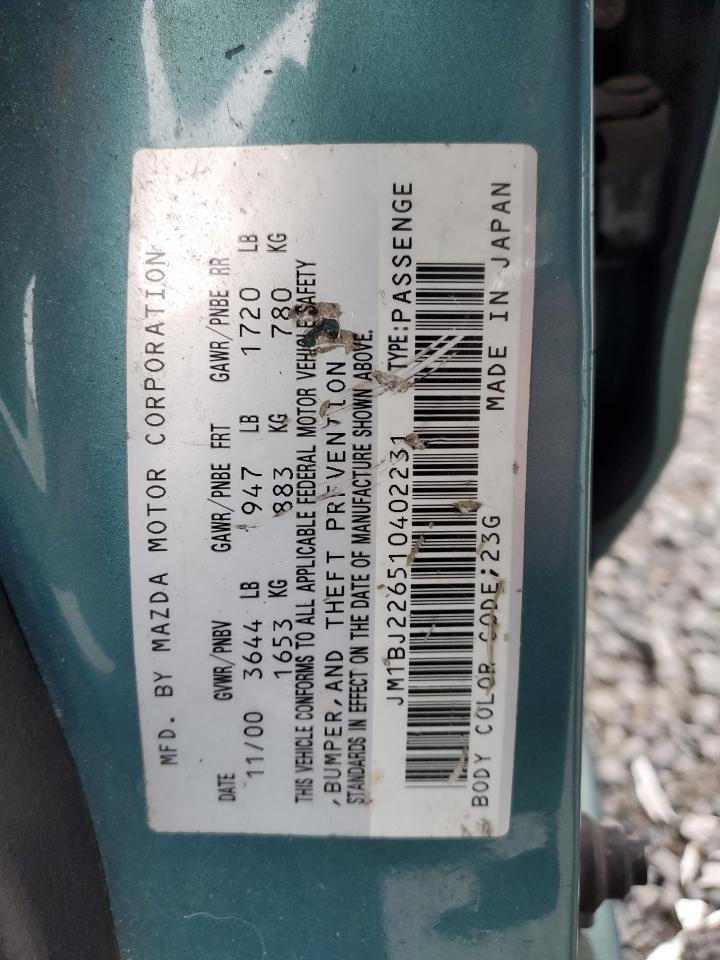 MFD. BY MAZDA MOTOR CORPORATION
DATE GVWR/PNBV GAWR/PNBE FRT GAWR/PNBE RR
11/00 3644 LB 947 LB 1720 LB
1653 KG 883 KG 780 KG
THIS VEHICLE CONFORMS TO ALL APPLICABLE FEDERAL MOTOR VEHICLE SAFETY
,BUMPER,AND THEFT PREVENTION
STANDARDS IN EFFECT ON THE DATE OF MANUFACTURE SHOWN ABOVE.
JM1BJ226510402231 TYPE:PASSENGE
BODY COLOR CODE;23G MADE IN JAPAN